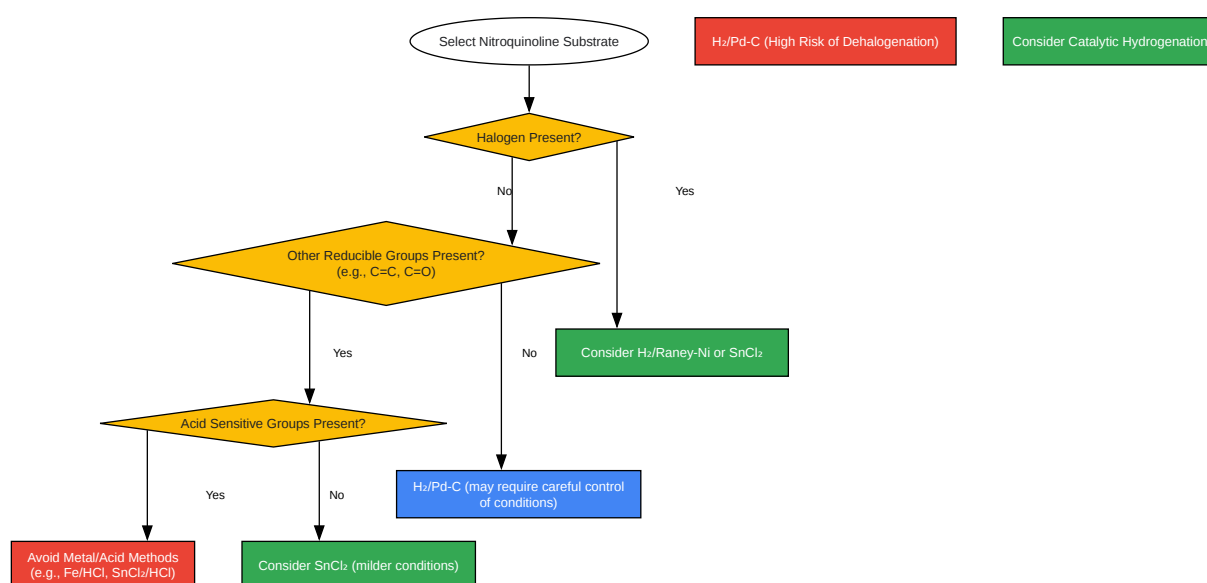 Select Nitroquinoline Substrate
H₂/Pd-C (High Risk of Dehalogenation)
Consider Catalytic Hydrogenation
Halogen Present?
No
Yes
Other Reducible Groups Present?
(e.g., C=C, C=O)
Yes
No
Consider H₂/Raney-Ni or SnCl₂
Acid Sensitive Groups Present?
Yes
No
H₂/Pd-C (may require careful control
of conditions)
Avoid Metal/Acid Methods
(e.g., Fe/HCl, SnCl₂/HCl)
Consider SnCl₂ (milder conditions)